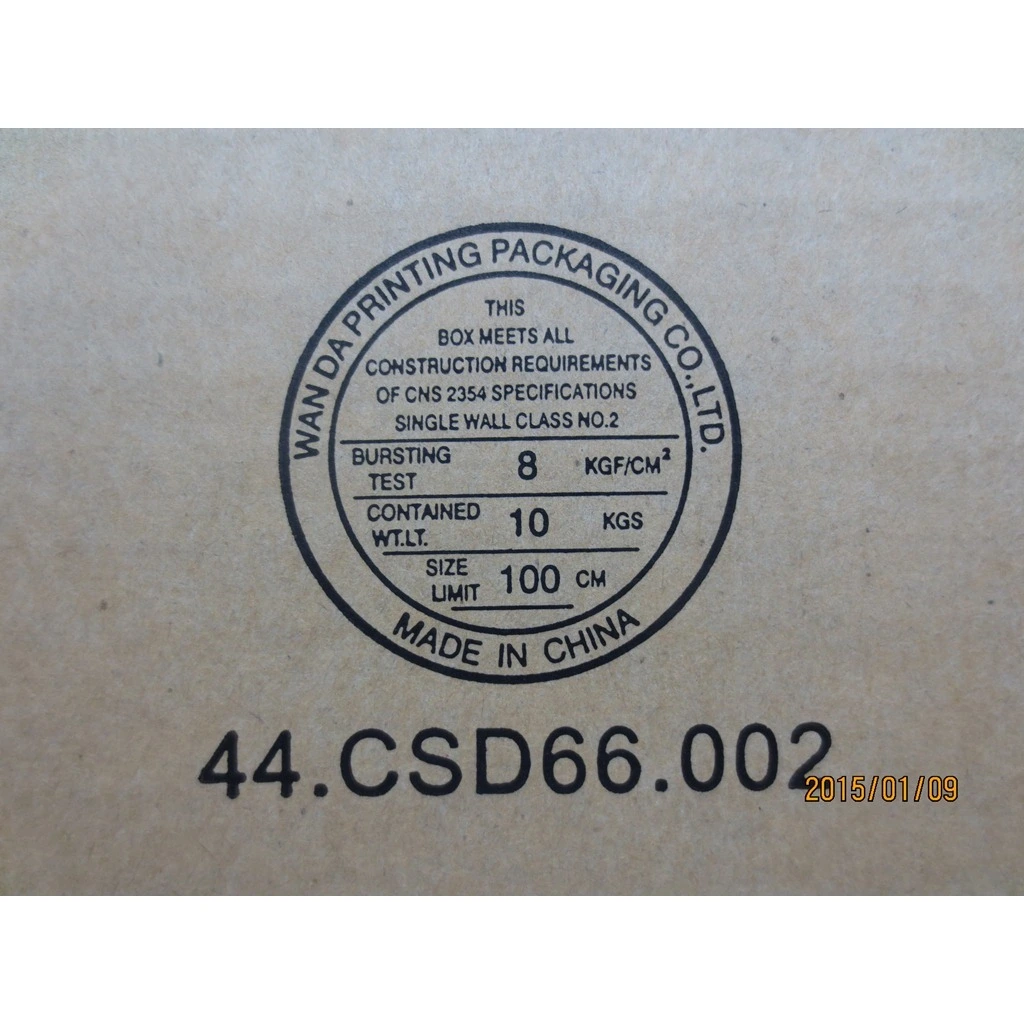 WAN DA PRINTING PACKAGING CO.,LTD.
THIS
BOX MEETS ALL
CONSTRUCTION REQUIREMENTS
OF CNS 2354 SPECIFICATIONS
SINGLE WALL CLASS NO.2
BURSTING TEST 8 KGF/CM²
CONTAINED WT.LT. 10 KGS
SIZE LIMIT 100 CM
MADE IN CHINA
44.CSD66.002
2015/01/09